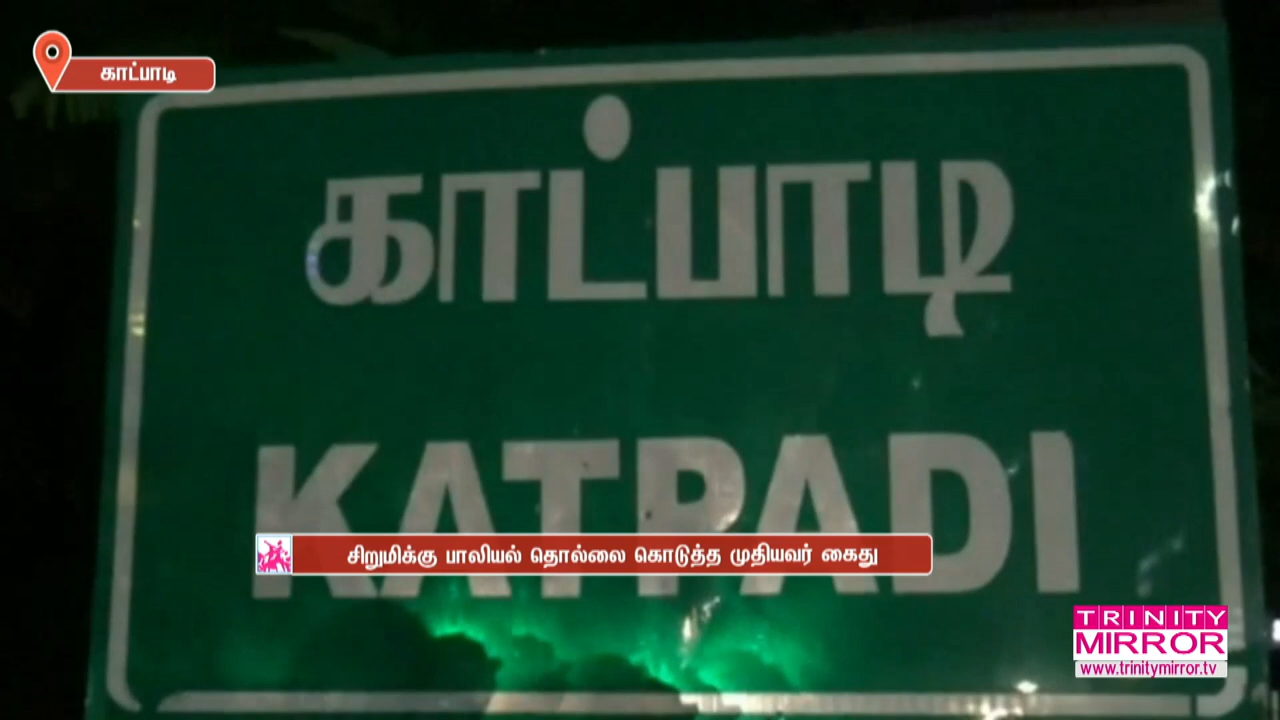 காட்பாடி
காட்பாடி
KATPADI
சிறுமிக்கு பாலியல் தொல்லை கொடுத்த முதியவர் கைது
TRINITY
MIRROR
www.trinitymirror.tv